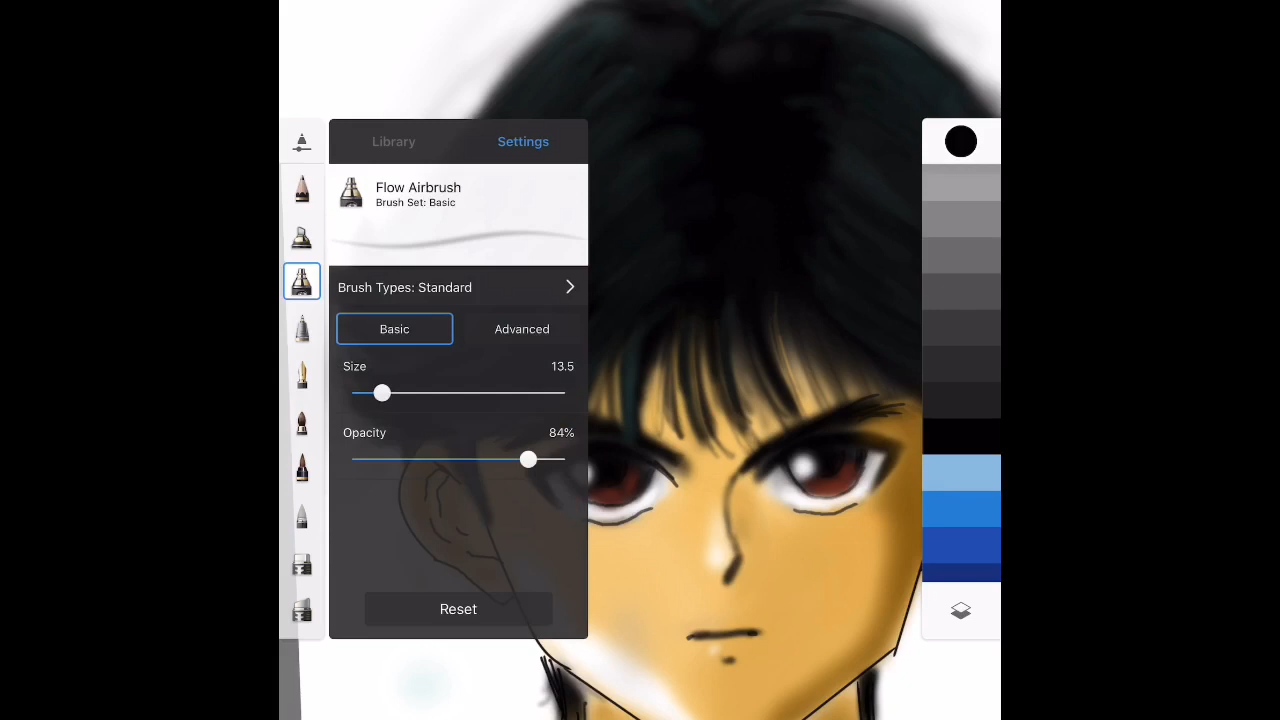 Library Settings
Flow Airbrush
Brush Set: Basic
Brush Types: Standard
Basic Advanced
Size 13.5
Opacity 84%
Reset